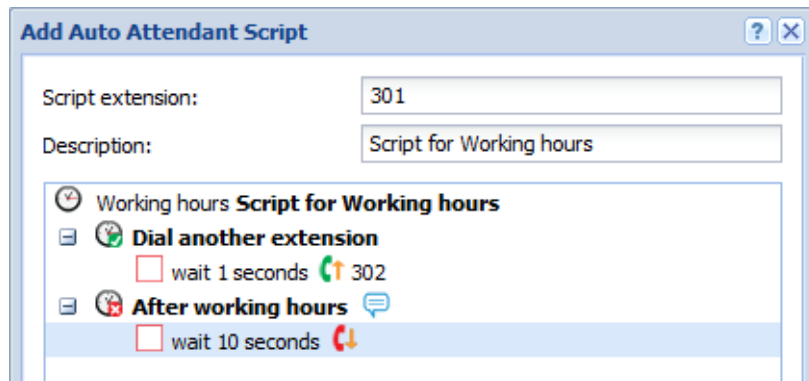 Add Auto Attendant Script ?
Script extension: 301
Description: Script for Working hours
Working hours Script for Working hours
Dial another extension
wait 1 seconds 302
After working hours
wait 10 seconds